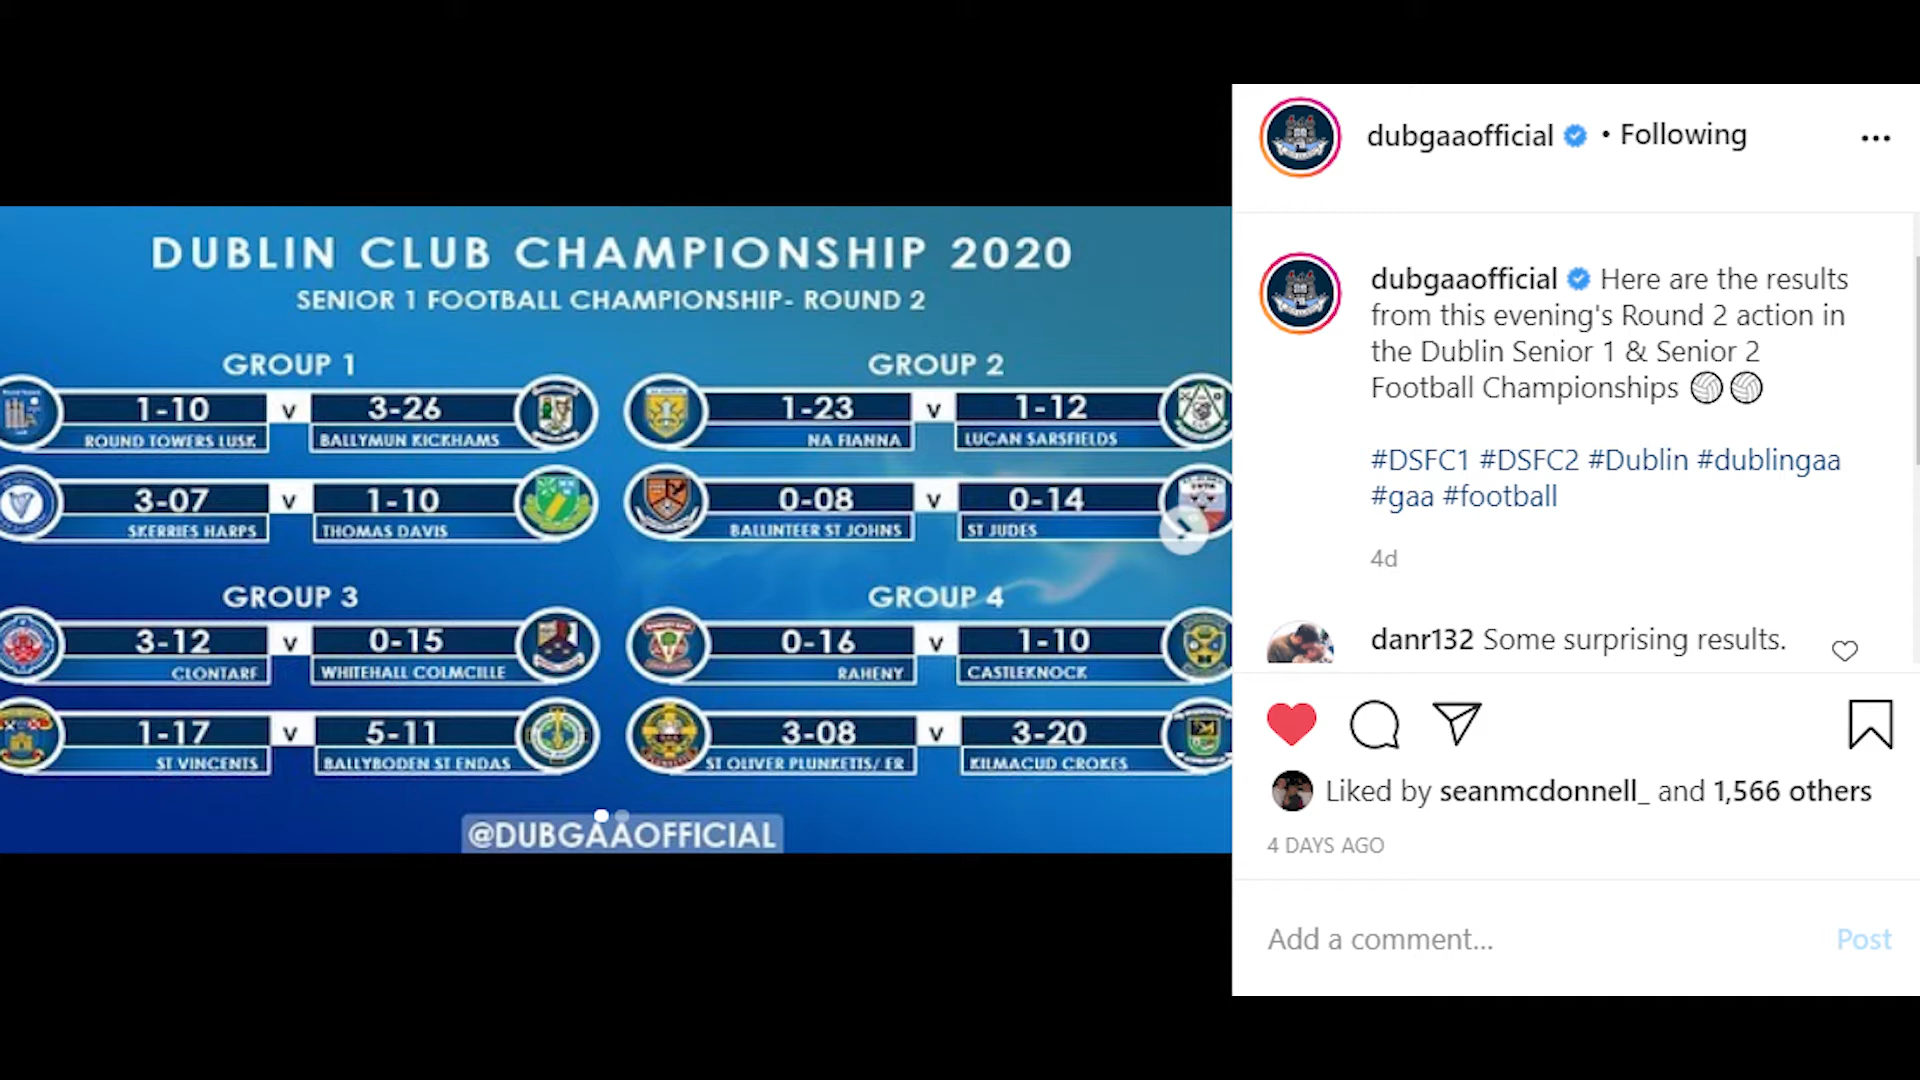 DUBLIN CLUB CHAMPIONSHIP 2020
SENIOR 1 FOOTBALL CHAMPIONSHIP- ROUND 2
GROUP 1
1-10 v 3-26
ROUND TOWERS LUSK BALLYMUN KICKHAMS
3-07 v 1-10
SKERRIES HARPS THOMAS DAVIS
GROUP 2
1-23 v 1-12
NA FIANNA LUCAN SARSFIELDS
0-08 v 0-14
BALLINTEER ST JOHNS ST JUDES
GROUP 3
3-12 v 0-15
CLONTARF WHITEHALL COLMCILLE
1-17 v 5-11
ST VINCENTS BALLYBODEN ST ENDAS
GROUP 4
0-16 v 1-10
RAHENY CASTLEKNOCK
3-08 v 3-20
ST OLIVER PLUNKETTS/ ER KILMACUD CROKES
@DUBGAAOFFICIAL
dubgaaofficial • Following
dubgaaofficial Here are the results
from this evening's Round 2 action in
the Dublin Senior 1 & Senior 2
Football Championships
#DSFC1 #DSFC2 #Dublin #dublingaa
#gaa #football
4d
danr132 Some surprising results.
Liked by seanmcdonnell_ and 1,566 others
4 DAYS AGO
Add a comment...
Post